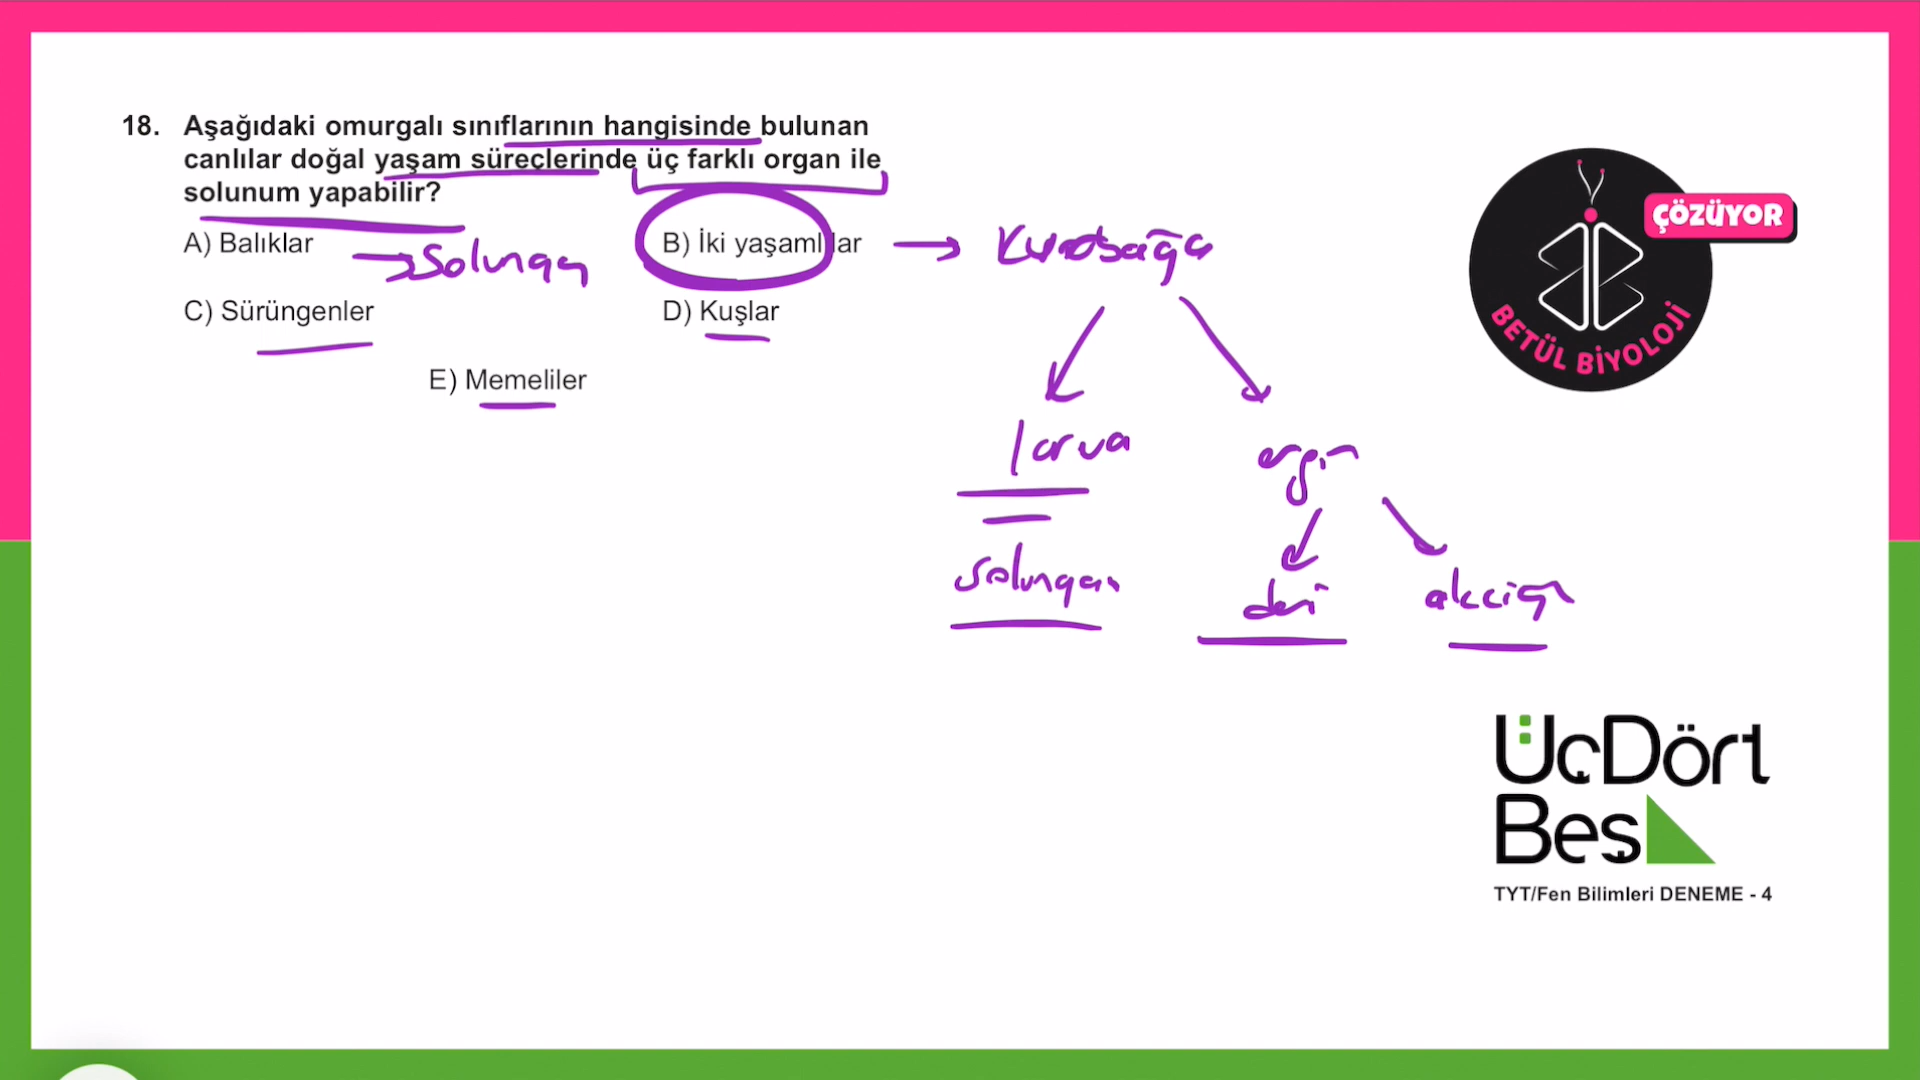 18. Aşağıdaki omurgalı sınıflarının hangisinde bulunan
canlılar doğal yaşam süreçlerinde üç farklı organ ile
solunum yapabilir?
A) Balıklar → Solungaç
B) İki yaşamlılar → Kurbağa
C) Sürüngenler
D) Kuşlar
E) Memeliler
larva
ergin
solungaç
deri
akciğer
ÇÖZÜYOR
BETÜL BİYOLOJİ
ÜçDört
Beş
TYT/Fen Bilimleri DENEME - 4